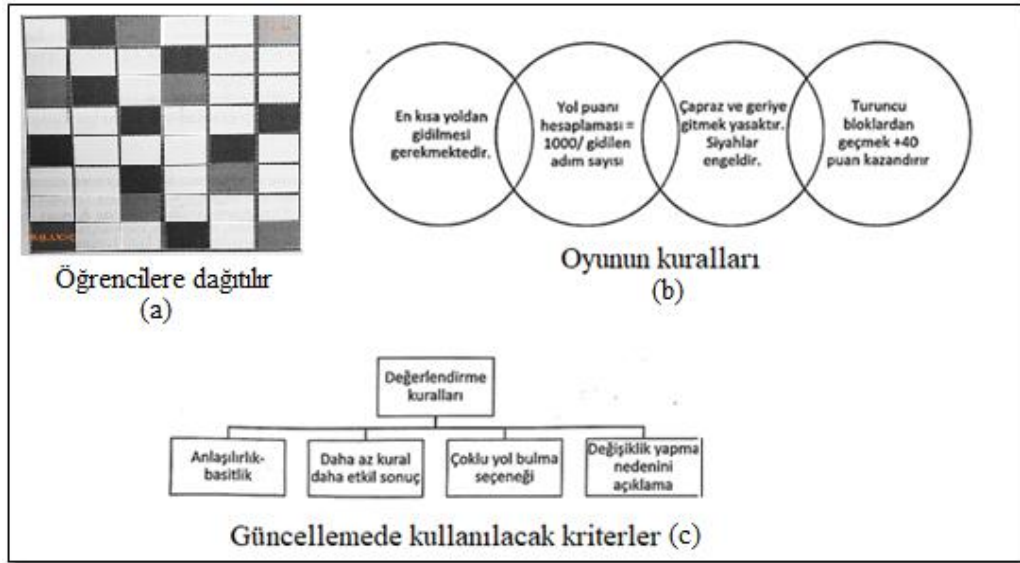 Öğrencilere dağıtılır
(a)
En kısa yoldan
gidilmesi
gerekmektedir.
Yol puanı
hesaplaması =
1000/ gidilen
adım sayısı
Çapraz ve geriye
gitmek yasaktır.
Siyahlar
engeldir.
Turuncu
bloklardan
geçmek +40
puan kazandırır
Oyunun kuralları
(b)
Değerlendirme
kuralları
Anlaşılırlık-
basitlik
Daha az kural
daha etkil sonuç
Çoklu yol bulma
seçeneği
Değişiklik yapma
nedenini
açıklama
Güncellemede kullanılacak kriterler (c)